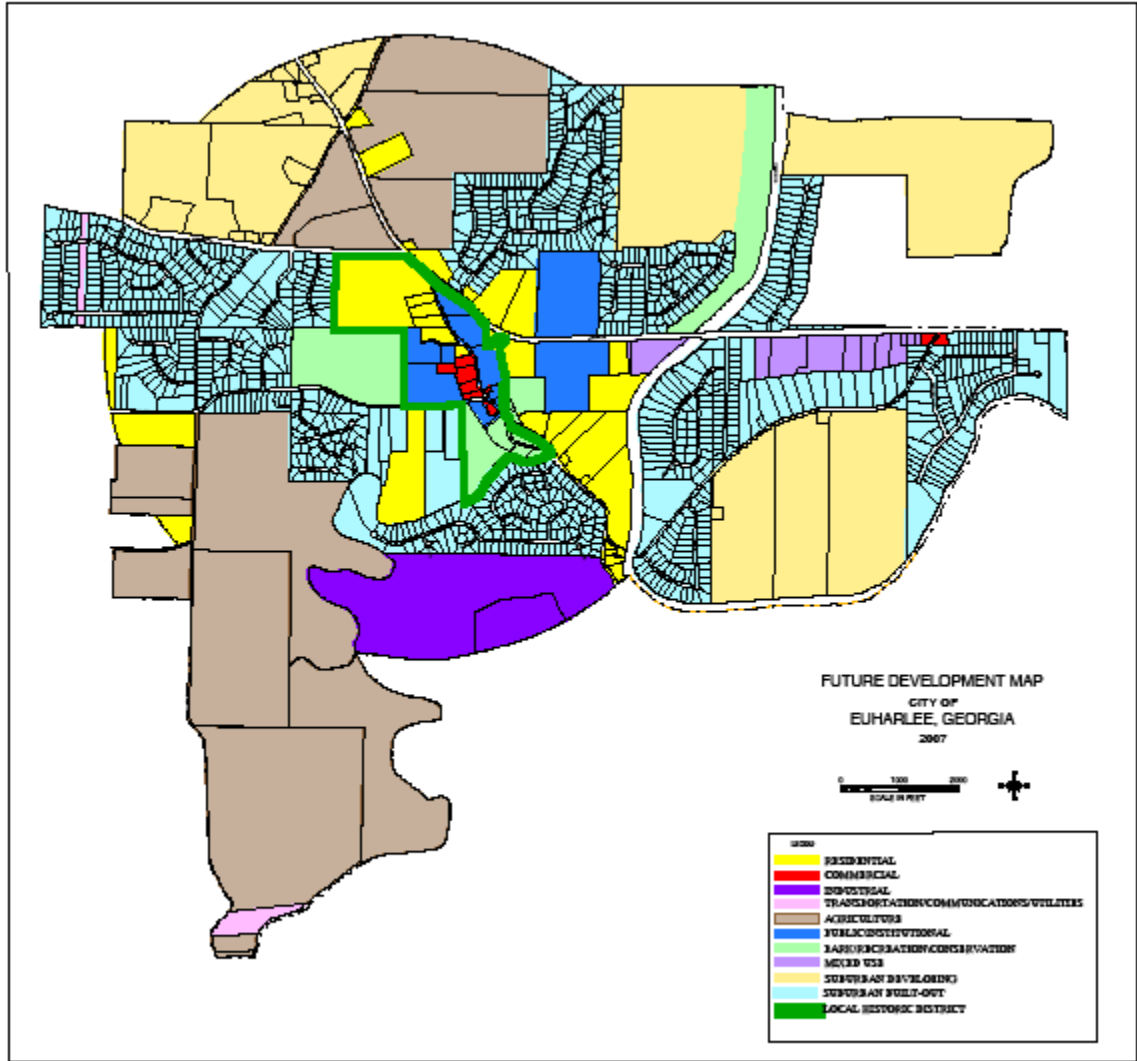 FUTURE DEVELOPMENT MAP
CITY OF
EUHARLEE, GEORGIA
2007
0 1000 2000
SCALE IN FEET
LEGEND
RESIDENTIAL
COMMERCIAL
INDUSTRIAL
TRANSPORTATION/COMMUNICATIONS/UTILITIES
AGRICULTURE
PUBLIC/INSTITUTIONAL
PARK/RECREATION/CONSERVATION
MIXED USE
SUBURBAN DEVELOPING
SUBURBAN BUILT-OUT
LOCAL HISTORIC DISTRICT